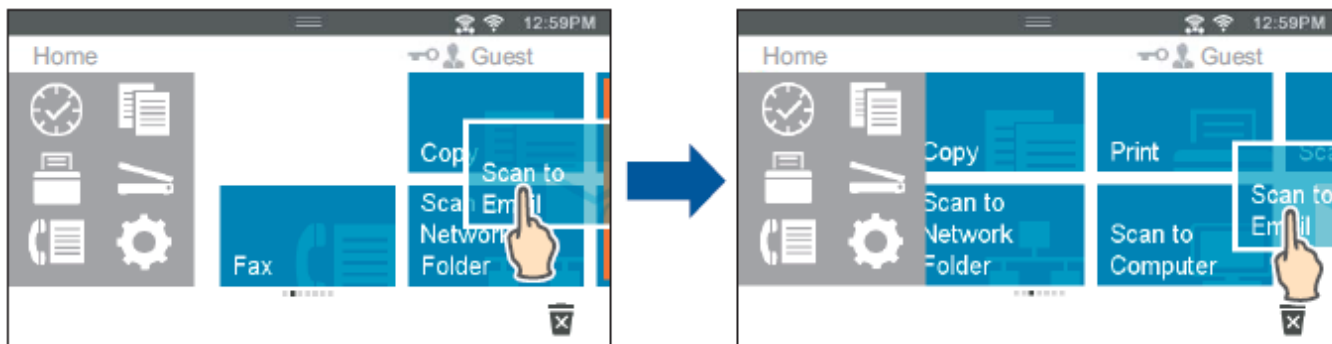 12:59PM
Home
Guest
Copy
Scan to
Email
Scan
Network
Folder
Fax
12:59PM
Home
Guest
Copy
Print
Scan to
Network
Folder
Scan to
Computer
Scan to
Email